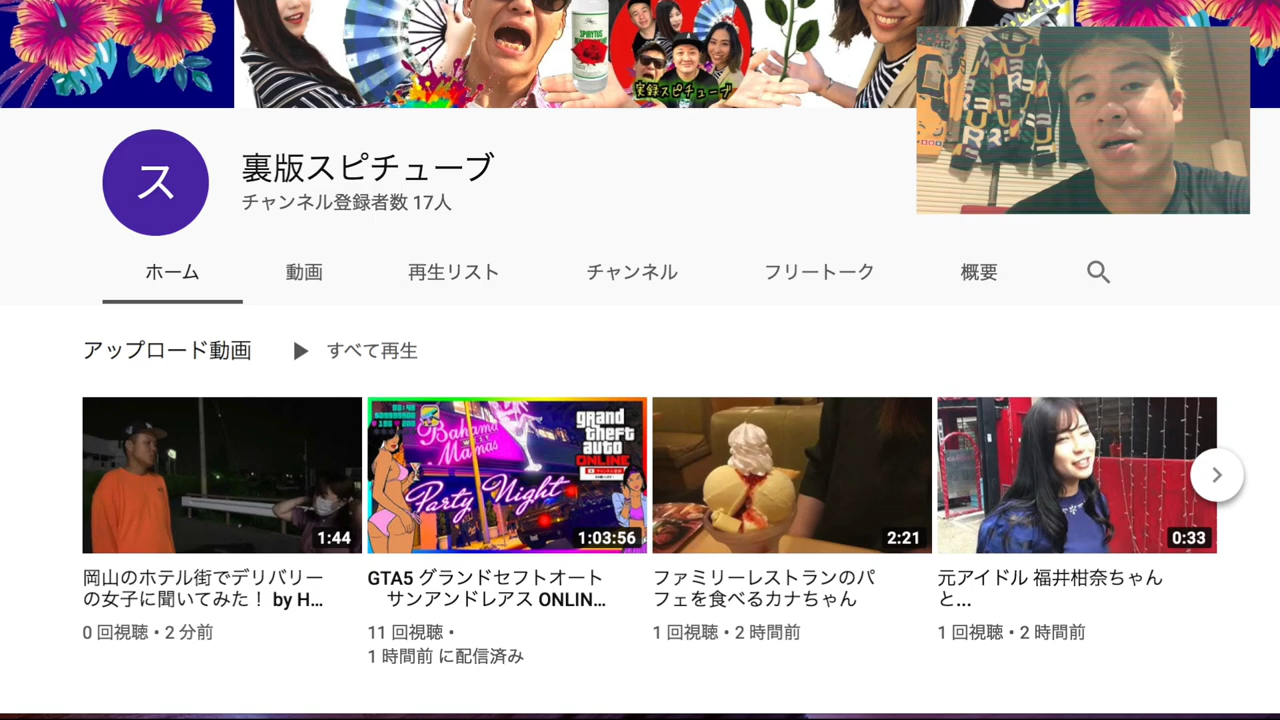 SPIRYTUS
実録スピチューブ
ス
裏版スピチューブ
チャンネル登録者数 17人
ホーム
動画
再生リスト
チャンネル
フリートーク
概要
アップロード動画
すべて再生
1:44
Bahama
Mamas
Party Night
grand
theft
auto
ONLINE
1:03:56
2:21
0:33
岡山のホテル街でデリバリー
の女子に聞いてみた！ by H...
0 回視聴・2 分前
GTA5 グランドセフトオート
サンアンドレアス ONLIN...
11 回視聴・
1 時間前 に配信済み
ファミリーレストランのパ
フェを食べるカナちゃん
1 回視聴・2 時間前
元アイドル 福井柑奈ちゃん
と...
1 回視聴・2 時間前